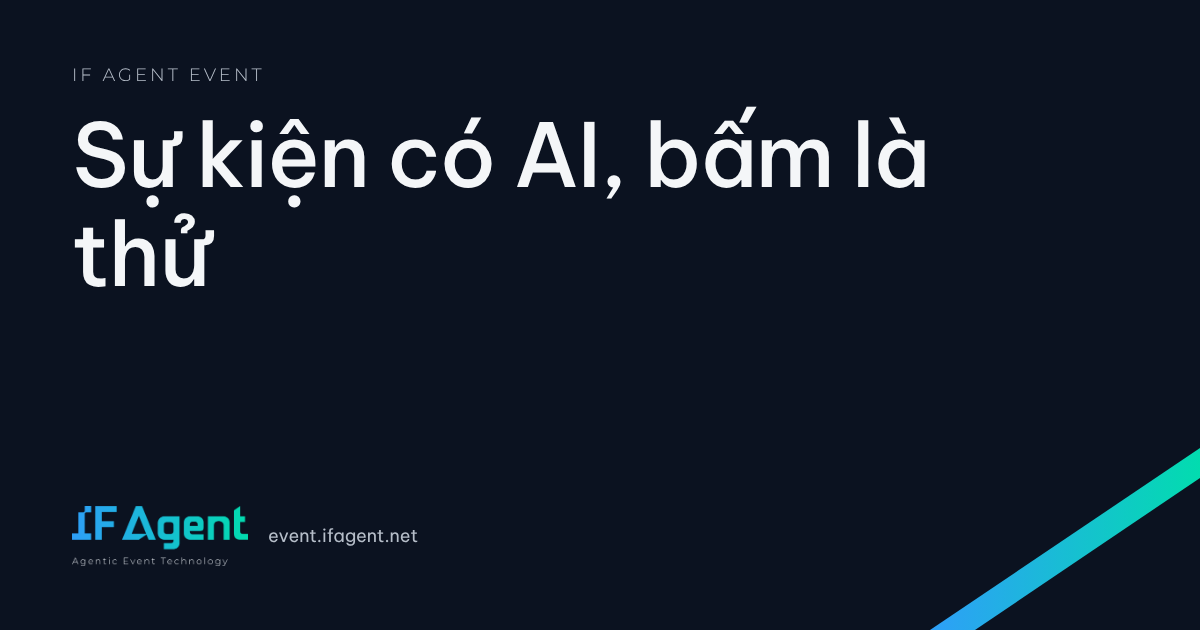 IF AGENT EVENT
Sự kiện có AI, bấm là
thử
IF Agent
event.ifagent.net
Agentic Event Technology